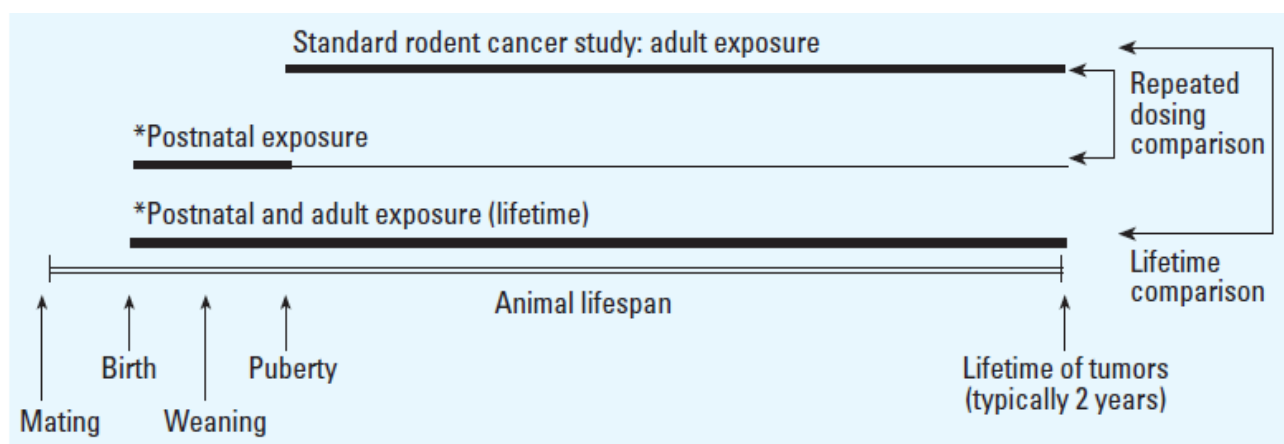 Standard rodent cancer study: adult exposure
Repeated
dosing
comparison
*Postnatal exposure
*Postnatal and adult exposure (lifetime)
Lifetime
comparison
Animal lifespan
Birth
Puberty
Lifetime of tumors
(typically 2 years)
Mating
Weaning